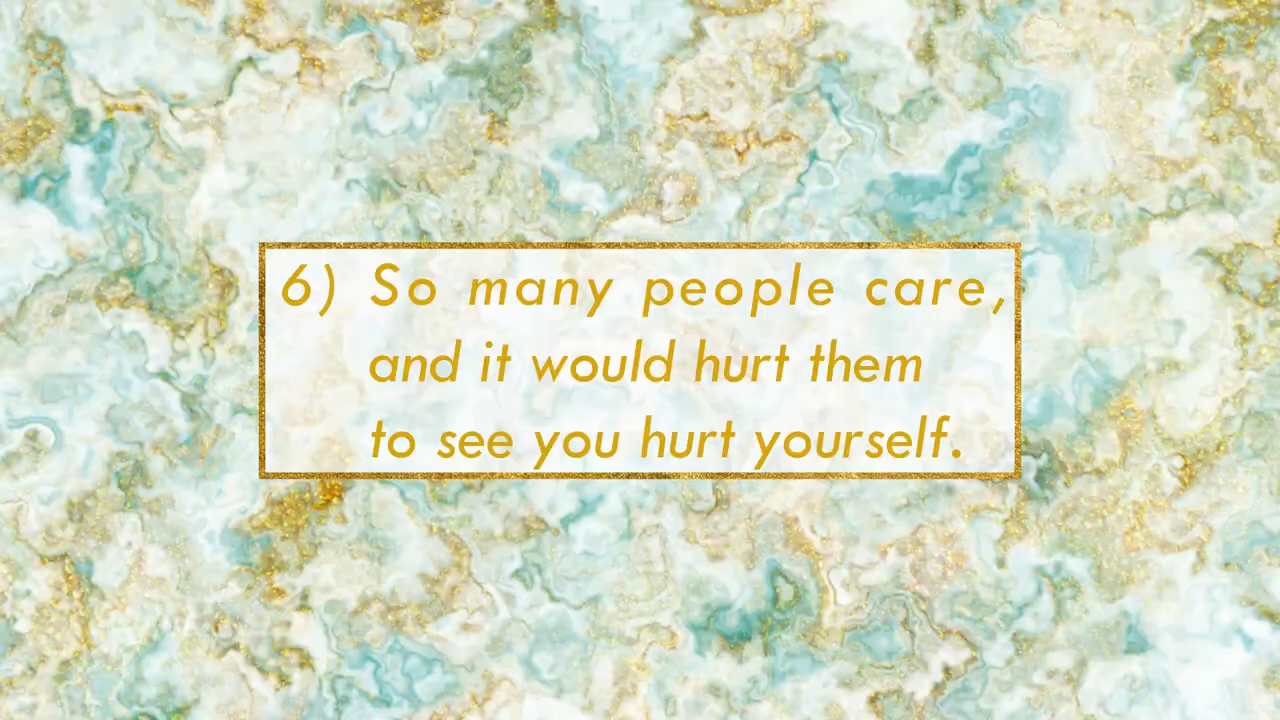 6) So many people care,
and it would hurt them
to see you hurt yourself.